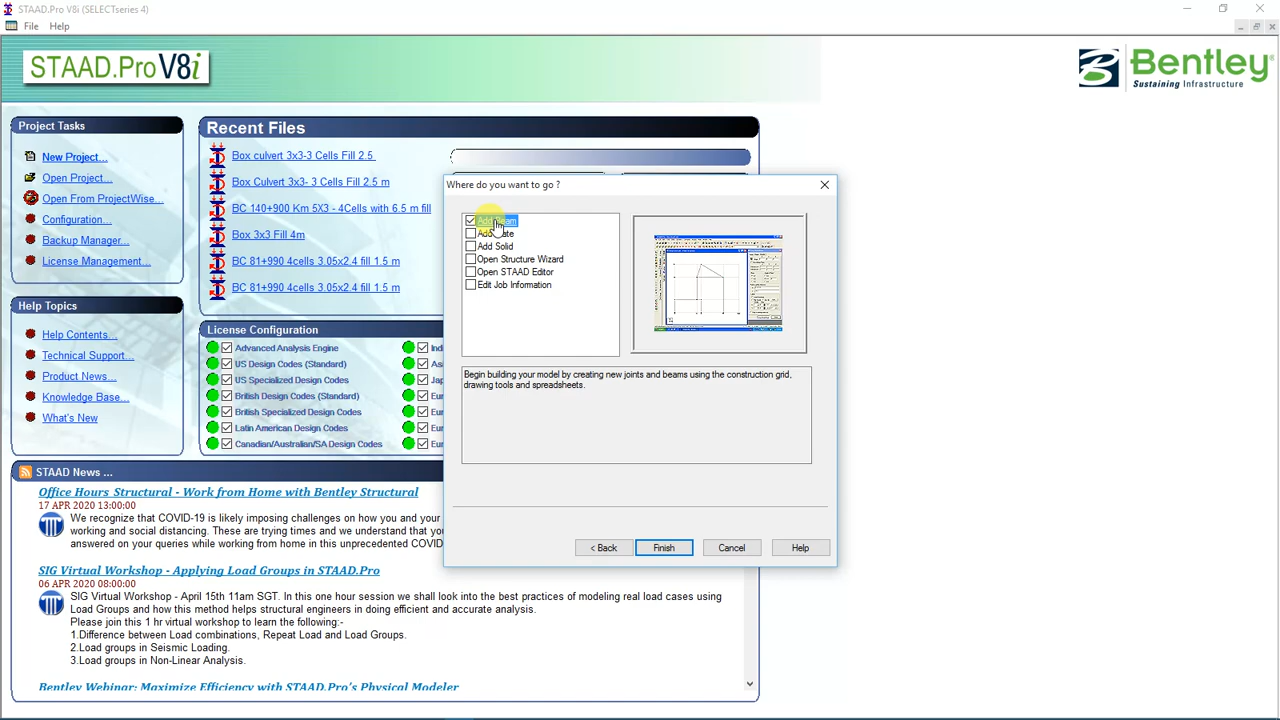 STAAD.Pro V8i (SELECTseries 4)
File
Help
STAAD.Pro V8i
Bentley
Sustaining Infrastructure
Project Tasks
New Project...
Open Project...
Open From ProjectWise...
Configuration...
Backup Manager...
License Management...
Recent Files
Box culvert 3x3-3 Cells Fill 2.5
Box Culvert 3x3- 3 Cells Fill 2.5 m
BC 140+900 Km 5X3 - 4Cells with 6.5 m fill
Box 3x3 Fill 4m
BC 81+990 4cells 3.05x2.4 fill 1.5 m
BC 81+990 4cells 3.05x2.4 fill 1.5 m
Help Topics
Help Contents...
Technical Support...
Product News...
Knowledge Base...
What's New
License Configuration
Advanced Analysis Engine
US Design Codes (Standard)
US Specialized Design Codes
British Design Codes (Standard)
British Specialized Design Codes
Latin American Design Codes
Canadian/Australian/SA Design Codes
Where do you want to go ?
Add Beam
Add Plate
Add Solid
Open Structure Wizard
Open STAAD Editor
Edit Job Information
Begin building your model by creating new joints and beams using the construction grid,
drawing tools and spreadsheets.
< Back
Finish
Cancel
Help
STAAD News ...
Office Hours Structural - Work from Home with Bentley Structural
17 APR 2020 13:00:00
We recognize that COVID-19 is likely imposing challenges on how you and your
working and social distancing. These are trying times and we understand that
answered on your queries while working from home in this unprecedented COVID
SIG Virtual Workshop - Applying Load Groups in STAAD.Pro
06 APR 2020 08:00:00
SIG Virtual Workshop - April 15th 11am SGT. In this one hour session we shall look into the best practices of modeling real load cases using
Load Groups and how this method helps structural engineers in doing efficient and accurate analysis.
Please join this 1 hr virtual workshop to learn the following:-
1.Difference between Load combinations, Repeat Load and Load Groups.
2.Load groups in Seismic Loading.
3.Load groups in Non-Linear Analysis.
Bentley Webinar: Maximize Efficiency with STAAD.Pro's Physical Modeler